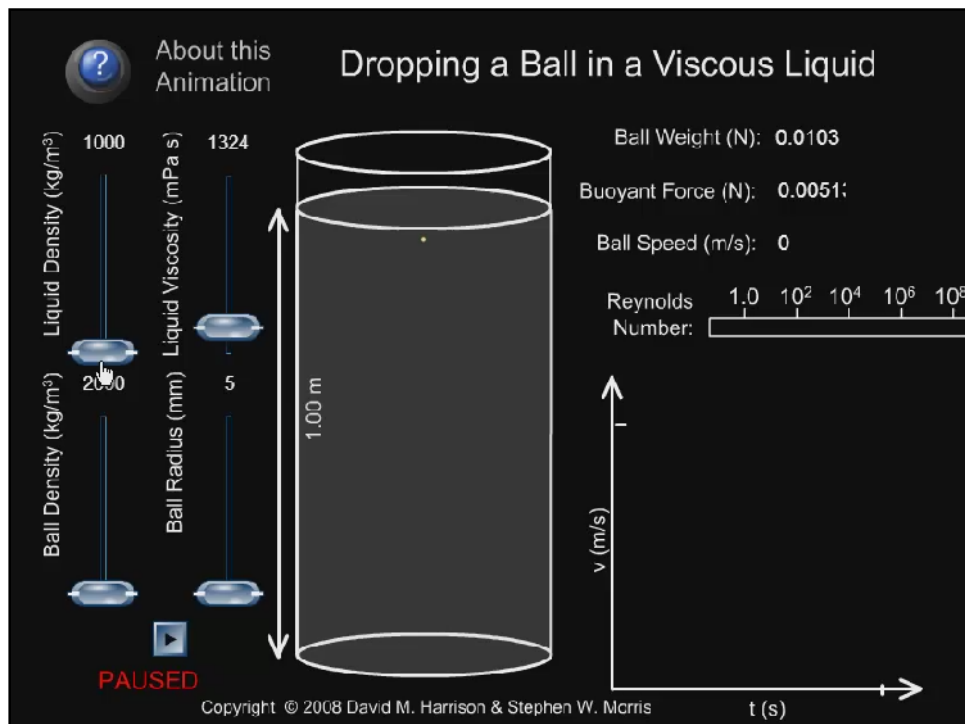 About this
Animation
Dropping a Ball in a Viscous Liquid
Liquid Density (kg/m³)
1000
Liquid Viscosity (mPa s)
1324
Ball Weight (N): 0.0103
Buoyant Force (N):
Ball Speed (m/s): 0
Reynolds
Number:
1.0 10² 10⁴ 10⁶ 10⁸
1.00 m
Ball Density (kg/m³)
2000
Ball Radius (mm)
5
v (m/s)
t (s)
PAUSED
Copyright © 2008 David M. Harrison & Stephen W. Morris